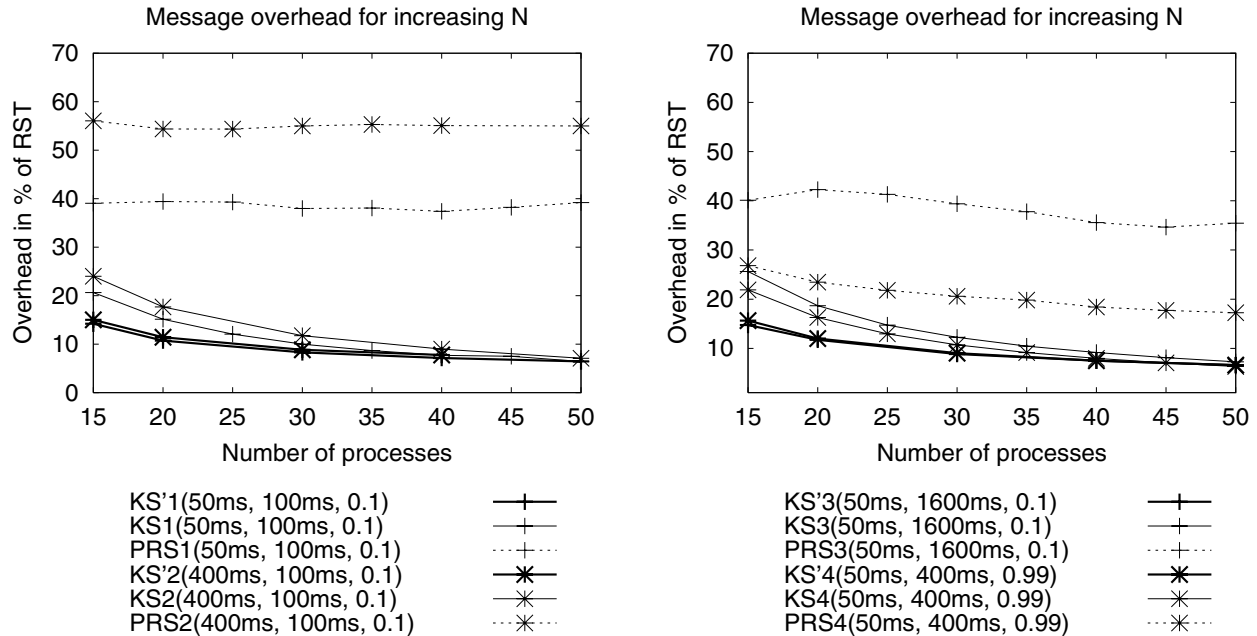 Message overhead for increasing N
Overhead in % of RST
70
60
50
40
30
20
10
0
15 20 25 30 35 40 45 50
Number of processes
KS'1(50ms, 100ms, 0.1)
KS1(50ms, 100ms, 0.1)
PRS1(50ms, 100ms, 0.1)
KS'2(400ms, 100ms, 0.1)
KS2(400ms, 100ms, 0.1)
PRS2(400ms, 100ms, 0.1)
Message overhead for increasing N
Overhead in % of RST
70
60
50
40
30
20
10
15 20 25 30 35 40 45 50
Number of processes
KS'3(50ms, 1600ms, 0.1)
KS3(50ms, 1600ms, 0.1)
PRS3(50ms, 1600ms, 0.1)
KS'4(50ms, 400ms, 0.99)
KS4(50ms, 400ms, 0.99)
PRS4(50ms, 400ms, 0.99)